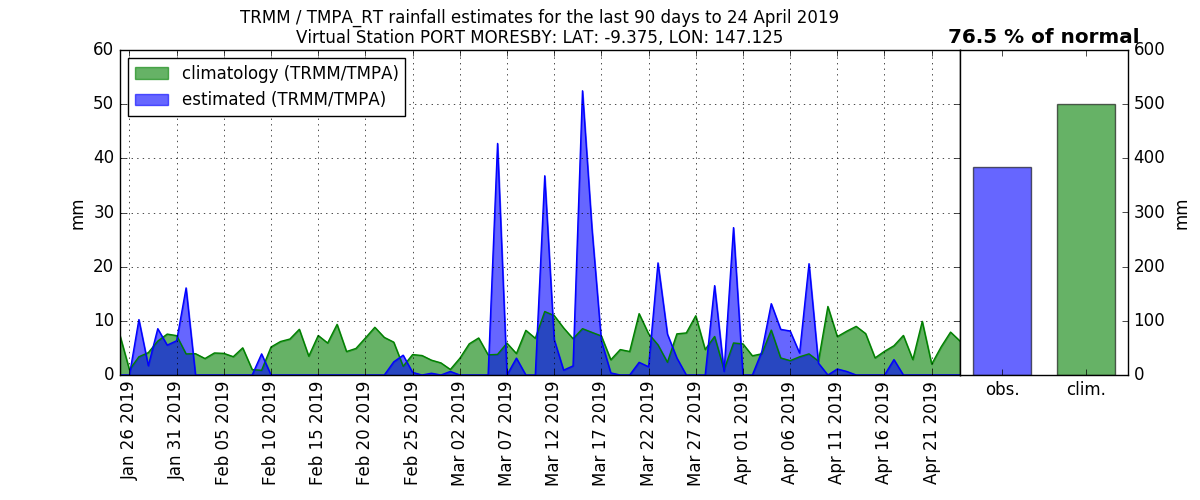 TRMM / TMPA_RT rainfall estimates for the last 90 days to 24 April 2019
Virtual Station PORT MORESBY: LAT: -9.375, LON: 147.125
76.5 % of normal
climatology (TRMM/TMPA)
estimated (TRMM/TMPA)
60
50
40
30
20
10
0
mm
600
500
400
300
200
100
0
mm
Jan 26 2019
Jan 31 2019
Feb 05 2019
Feb 10 2019
Feb 15 2019
Feb 20 2019
Feb 25 2019
Mar 02 2019
Mar 07 2019
Mar 12 2019
Mar 17 2019
Mar 22 2019
Mar 27 2019
Apr 01 2019
Apr 06 2019
Apr 11 2019
Apr 16 2019
Apr 21 2019
obs.
clim.